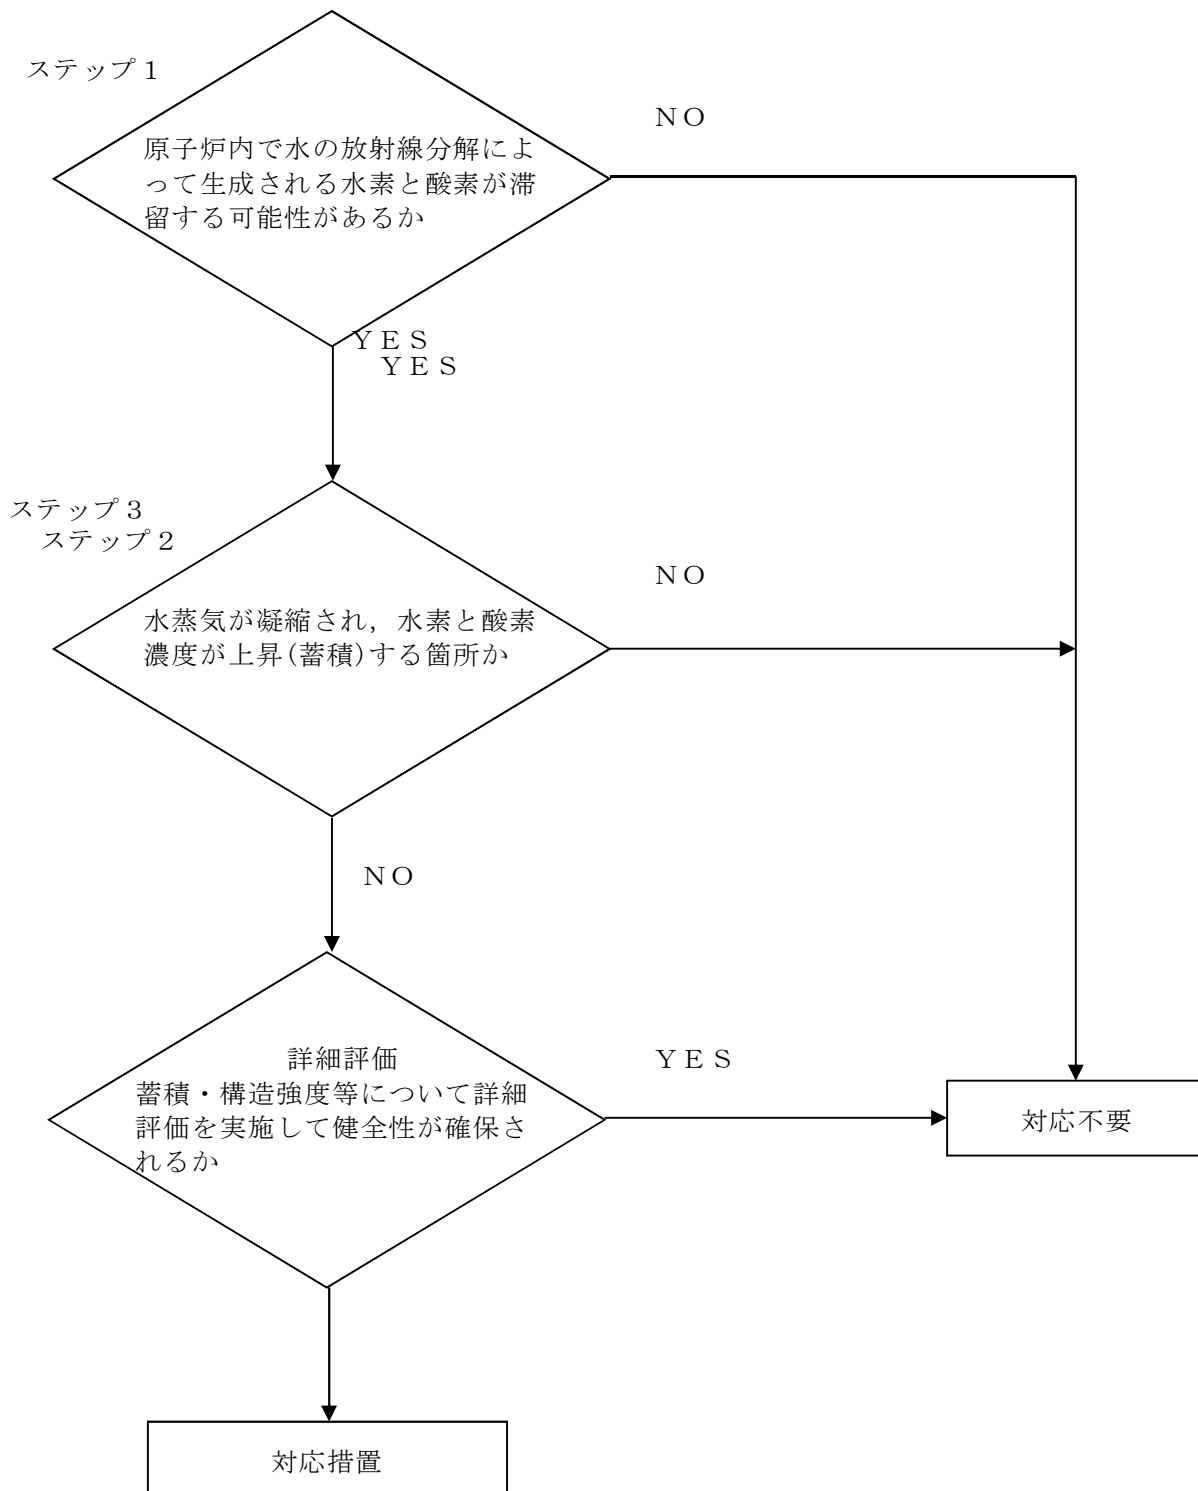 ステップ１
ＮＯ
原子炉内で水の放射線分解によ
って生成される水素と酸素が滞
留する可能性があるか
ＹＥＳ
ＹＥＳ
ステップ３
ステップ２
ＮＯ
水蒸気が凝縮され，水素と酸素
濃度が上昇(蓄積)する箇所か
ＮＯ
詳細評価
蓄積・構造強度等について詳細
評価を実施して健全性が確保さ
れるか
ＹＥＳ
対応不要
対応措置